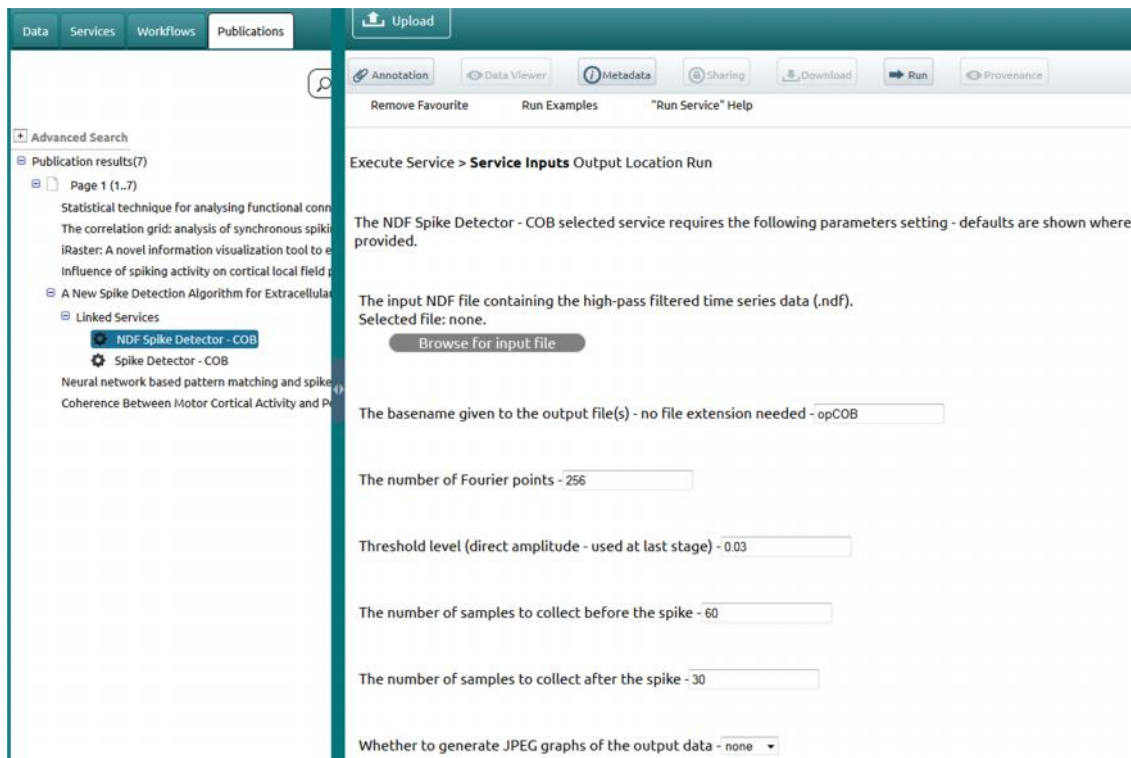 Data Services Workflows Publications
Advanced Search
Publication results(7)
Page 1 (1..7)
Statistical technique for analysing functional conn
The correlation grid: analysis of synchronous spiki
iRaster: A novel information visualization tool to e
Influence of spiking activity on cortical local field p
A New Spike Detection Algorithm for Extracellular
Linked Services
NDF Spike Detector - COB
Spike Detector - COB
Neural network based pattern matching and spike
Coherence Between Motor Cortical Activity and Pe
Upload
Annotation Data Viewer Metadata Sharing Download Run Provenance
Remove Favourite Run Examples "Run Service" Help
Execute Service > Service Inputs Output Location Run
The NDF Spike Detector - COB selected service requires the following parameters setting - defaults are shown where
provided.
The input NDF file containing the high-pass filtered time series data (.ndf).
Selected file: none.
Browse for input file
The basename given to the output file(s) - no file extension needed - opCOB
The number of Fourier points - 256
Threshold level (direct amplitude - used at last stage) - 0.03
The number of samples to collect before the spike - 60
The number of samples to collect after the spike - 30
Whether to generate JPEG graphs of the output data - none